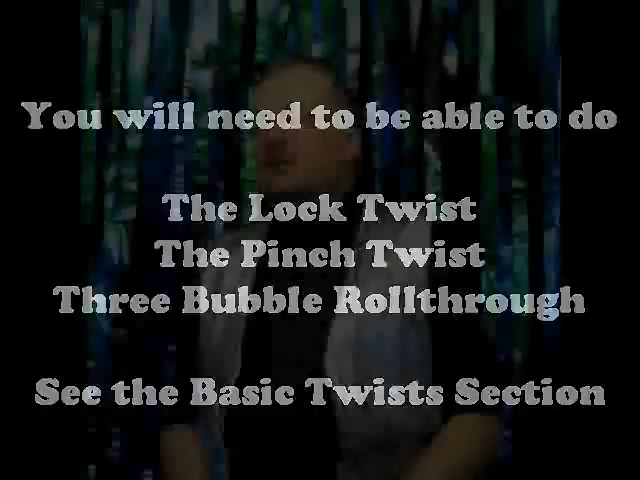 You will need to be able to do
The Lock Twist
The Pinch Twist
Three Bubble Rollthrough
See the Basic Twists Section